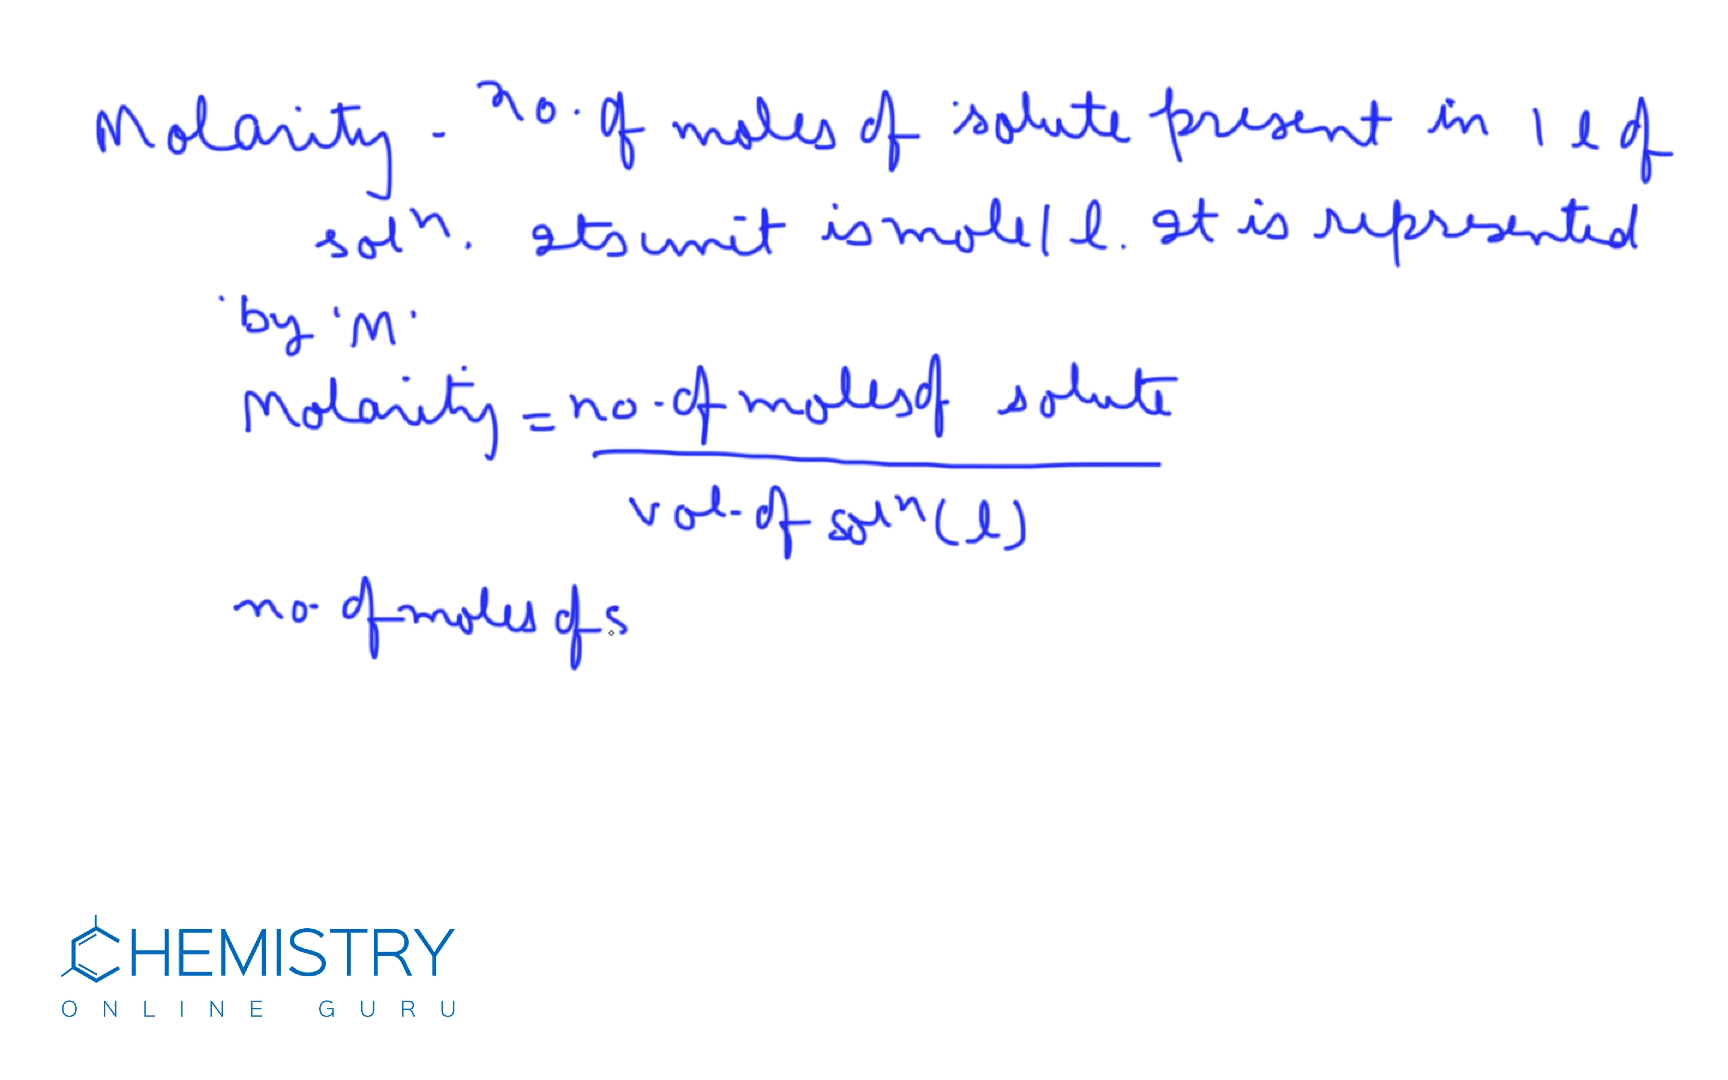 Molarity - no. of moles of solute present in 1 l of
solⁿ. Its unit is mole/l. It is represented
by 'M'
Molarity = no. of moles of solute
vol. of solⁿ (l)
no. of moles of s
CHEMISTRY
ONLINE GURU